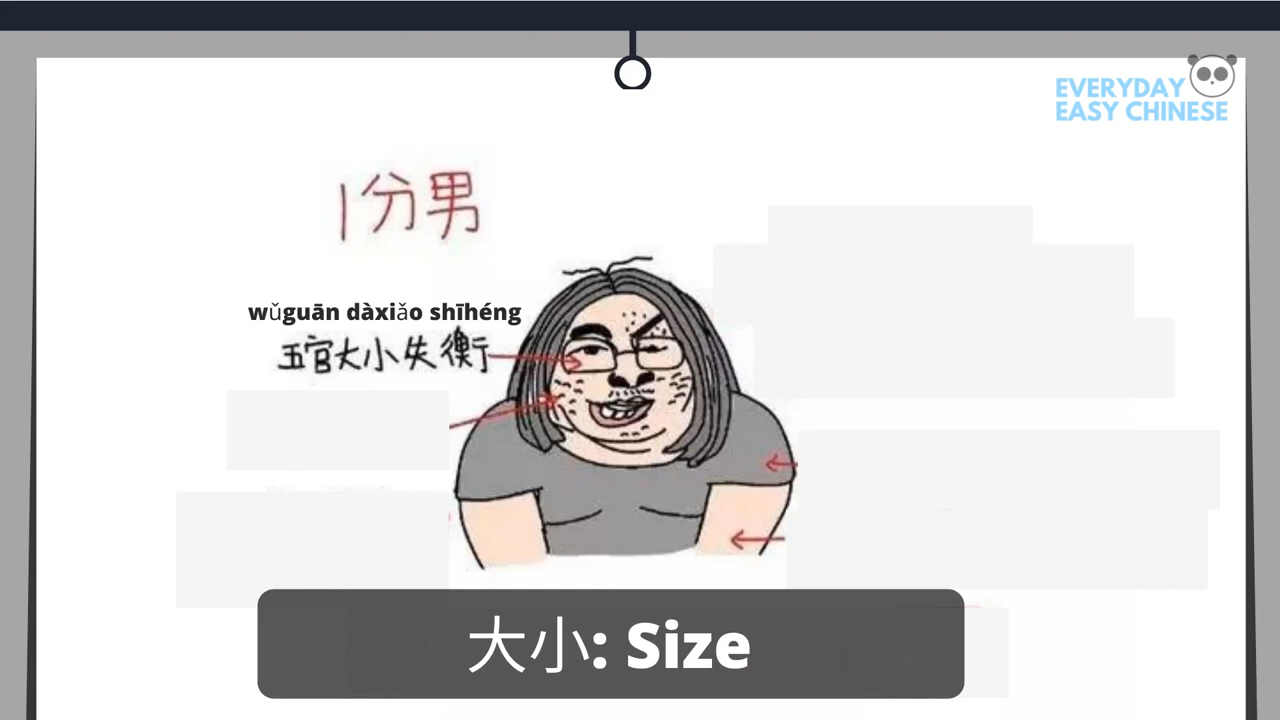 EVERYDAY
EASY CHINESE
1分男
wǔguān dàxiǎo shīhéng
五官大小失衡
大小: Size